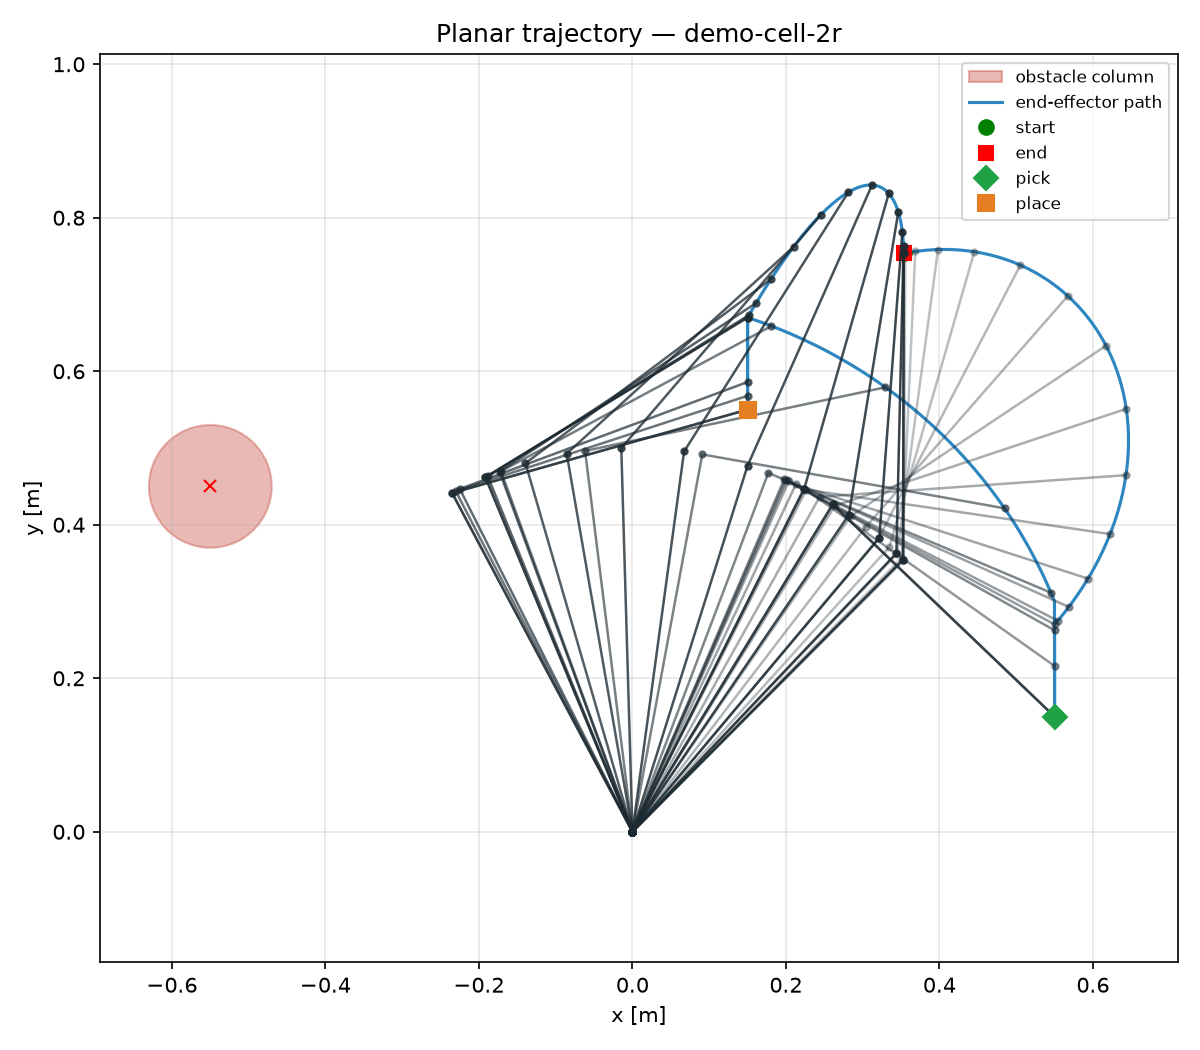 Planar trajectory — demo-cell-2r
obstacle column
end-effector path
start
end
pick
place
1.0
0.8
0.6
0.4
0.2
0.0
y [m]
−0.6
−0.4
−0.2
0.0
0.2
0.4
0.6
x [m]